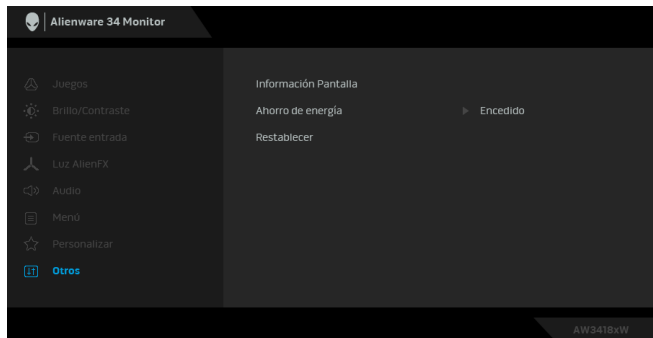 Alienware 34 Monitor
Juegos
Información Pantalla
Brillo/Contraste
Ahorro de energía
Encedido
Fuente entrada
Restablecer
Luz AlienFX
Audio
Menú
Personalizar
Otros
AW3418xW